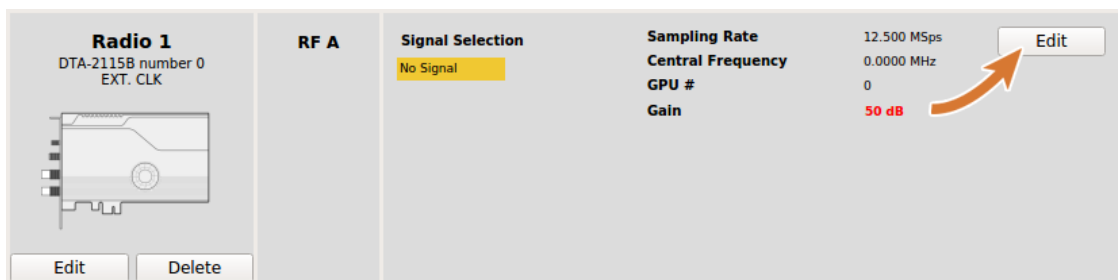 Radio 1
DTA-2115B number 0
EXT. CLK
Edit
Delete
RF A
Signal Selection
No Signal
Sampling Rate 12.500 MSps
Central Frequency 0.0000 MHz
GPU # 0
Gain 50 dB
Edit